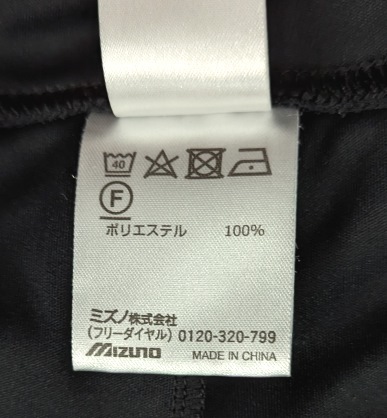 40
F
ポリエステル 100%
ミズノ株式会社
(フリーダイヤル) 0120-320-799
MIZUNO MADE IN CHINA